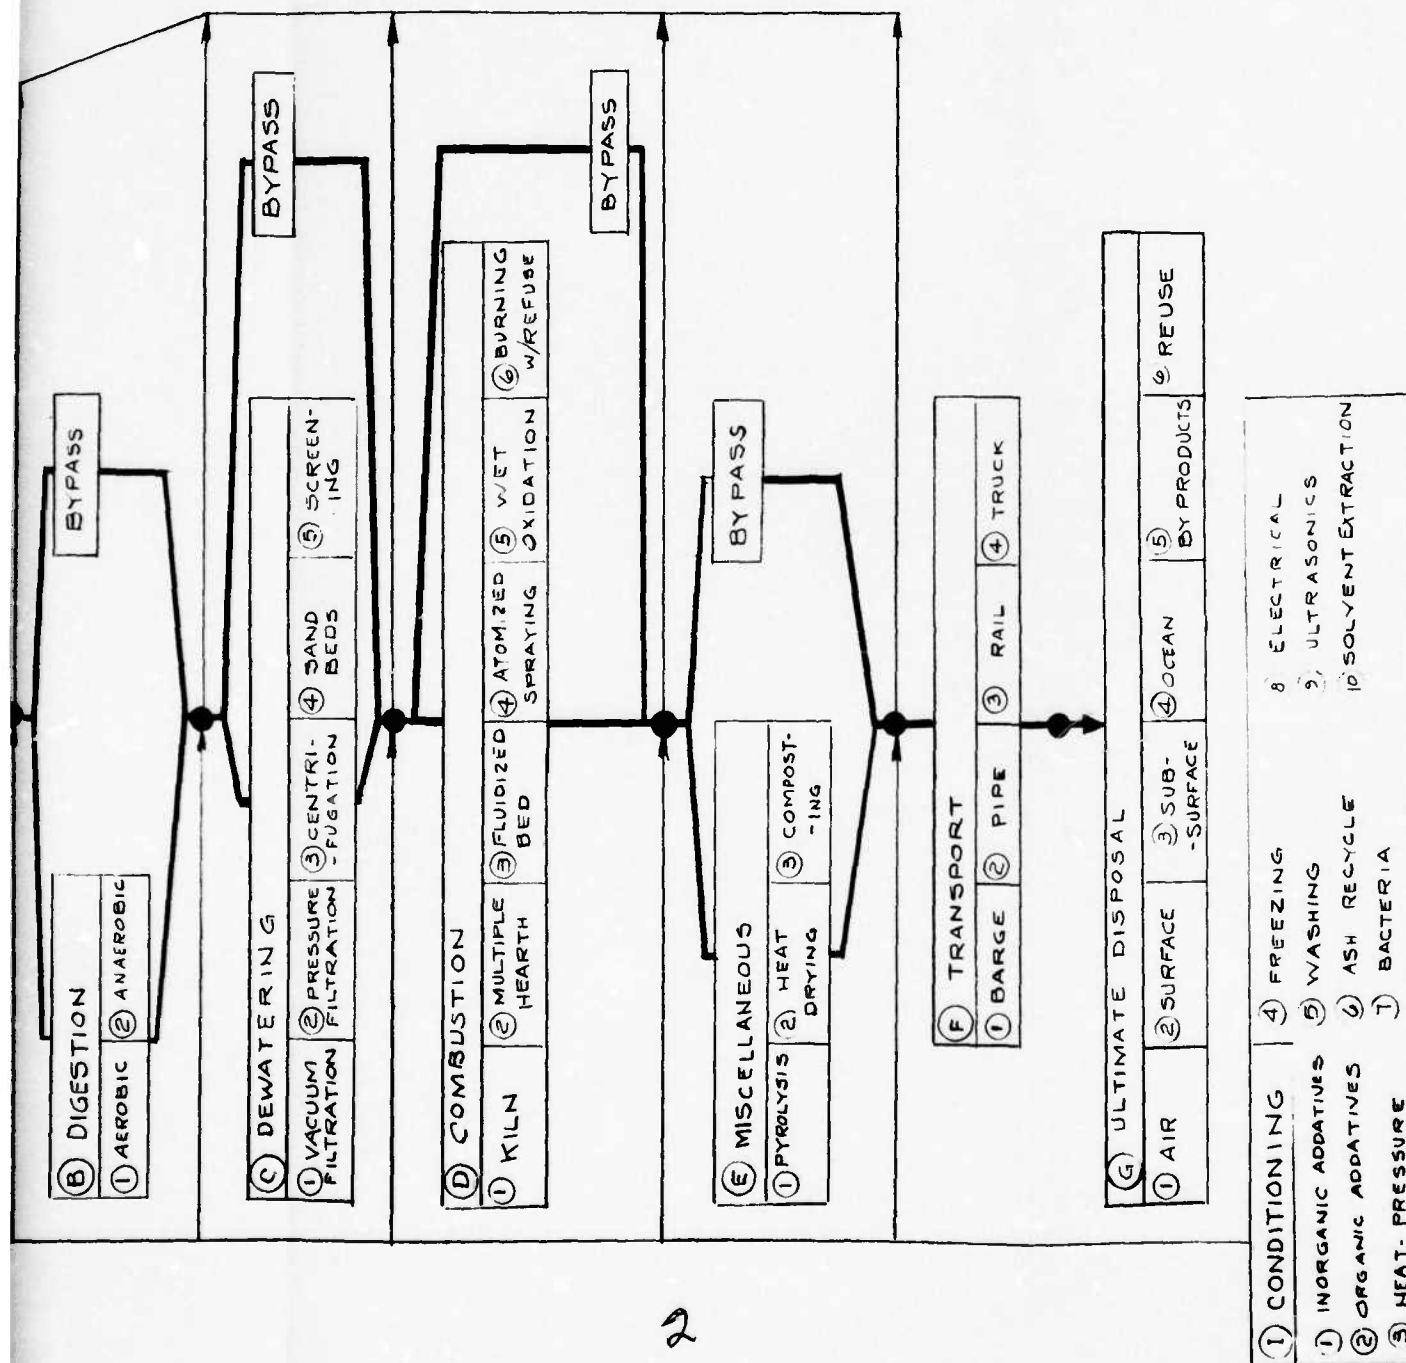 BYPASS
Ⓑ DIGESTION
① AEROBIC
② ANAEROBIC
BYPASS
Ⓒ DEWATERING
① VACUUM
FILTRATION
② PRESSURE
FILTRATION
③ CENTRI-
-FUGATION
④ SAND
BEDS
⑤ SCREEN-
-ING
BYPASS
Ⓓ COMBUSTION
① KILN
② MULTIPLE
HEARTH
③ FLUIDIZED
BED
④ ATOMIZED
SPRAYING
⑤ WET
OXIDATION
⑥ BURNING
W/REFUSE
BYPASS
Ⓔ MISCELLANEOUS
① PYROLYSIS
② HEAT
DRYING
③ COMPOST-
-ING
Ⓕ TRANSPORT
① BARGE
② PIPE
③ RAIL
④ TRUCK
Ⓖ ULTIMATE DISPOSAL
① AIR
② SURFACE
③ SUB-
-SURFACE
④ OCEAN
⑤ BYPRODUCTS
⑥ REUSE
Ⓘ CONDITIONING
① INORGANIC ADDATIVES
② ORGANIC ADDATIVES
③ HEAT-PRESSURE
④ FREEZING
⑤ WASHING
⑥ ASH RECYCLE
⑦ BACTERIA
⑧ ELECTRICAL
⑨ ULTRASONICS
⑩ SOLVENT EXTRACTION
2